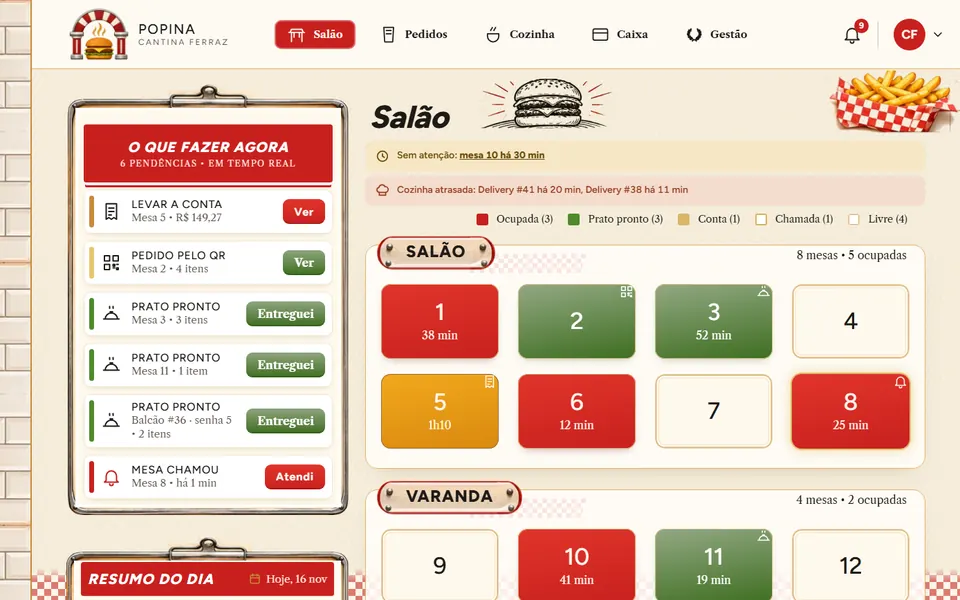 POPINA
CANTINA FERRAZ
Salão
Pedidos
Cozinha
Caixa
Gestão
9
CF
O QUE FAZER AGORA
6 PENDÊNCIAS • EM TEMPO REAL
LEVAR A CONTA
Mesa 5 • R$ 149,27
Ver
PEDIDO PELO QR
Mesa 2 • 4 itens
Ver
PRATO PRONTO
Mesa 3 • 3 itens
Entreguei
PRATO PRONTO
Mesa 11 • 1 item
Entreguei
PRATO PRONTO
Balcão #36 · senha 5
• 2 itens
Entreguei
MESA CHAMOU
Mesa 8 • há 1 min
Atendi
RESUMO DO DIA
Hoje, 16 nov
Salão
Sem atenção: mesa 10 há 30 min
Cozinha atrasada: Delivery #41 há 20 min, Delivery #38 há 11 min
Ocupada (3)
Prato pronto (3)
Conta (1)
Chamada (1)
Livre (4)
SALÃO
8 mesas • 5 ocupadas
1
38 min
2
3
52 min
4
5
1h10
6
12 min
7
8
25 min
VARANDA
4 mesas • 2 ocupadas
9
10
41 min
11
19 min
12